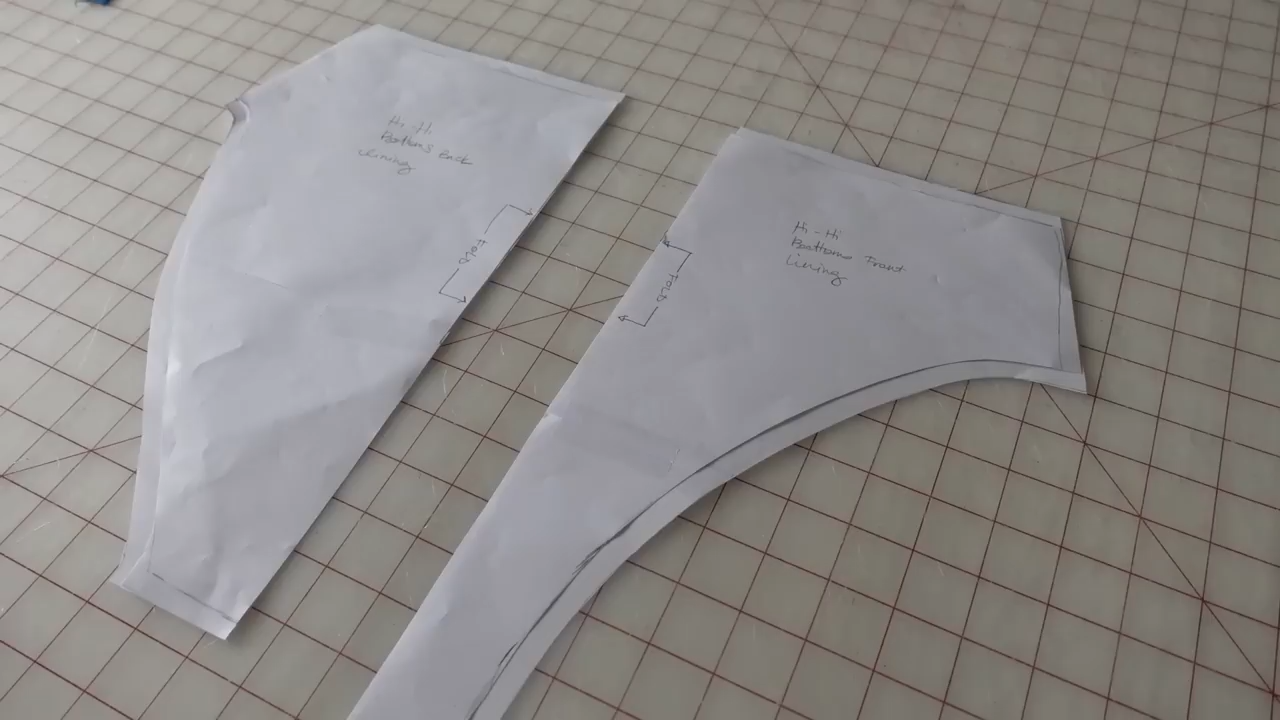 Hi-Hi
Bottoms Back
Lining
FOLD
Hi-Hi
Bottoms Front
Lining
FOLD